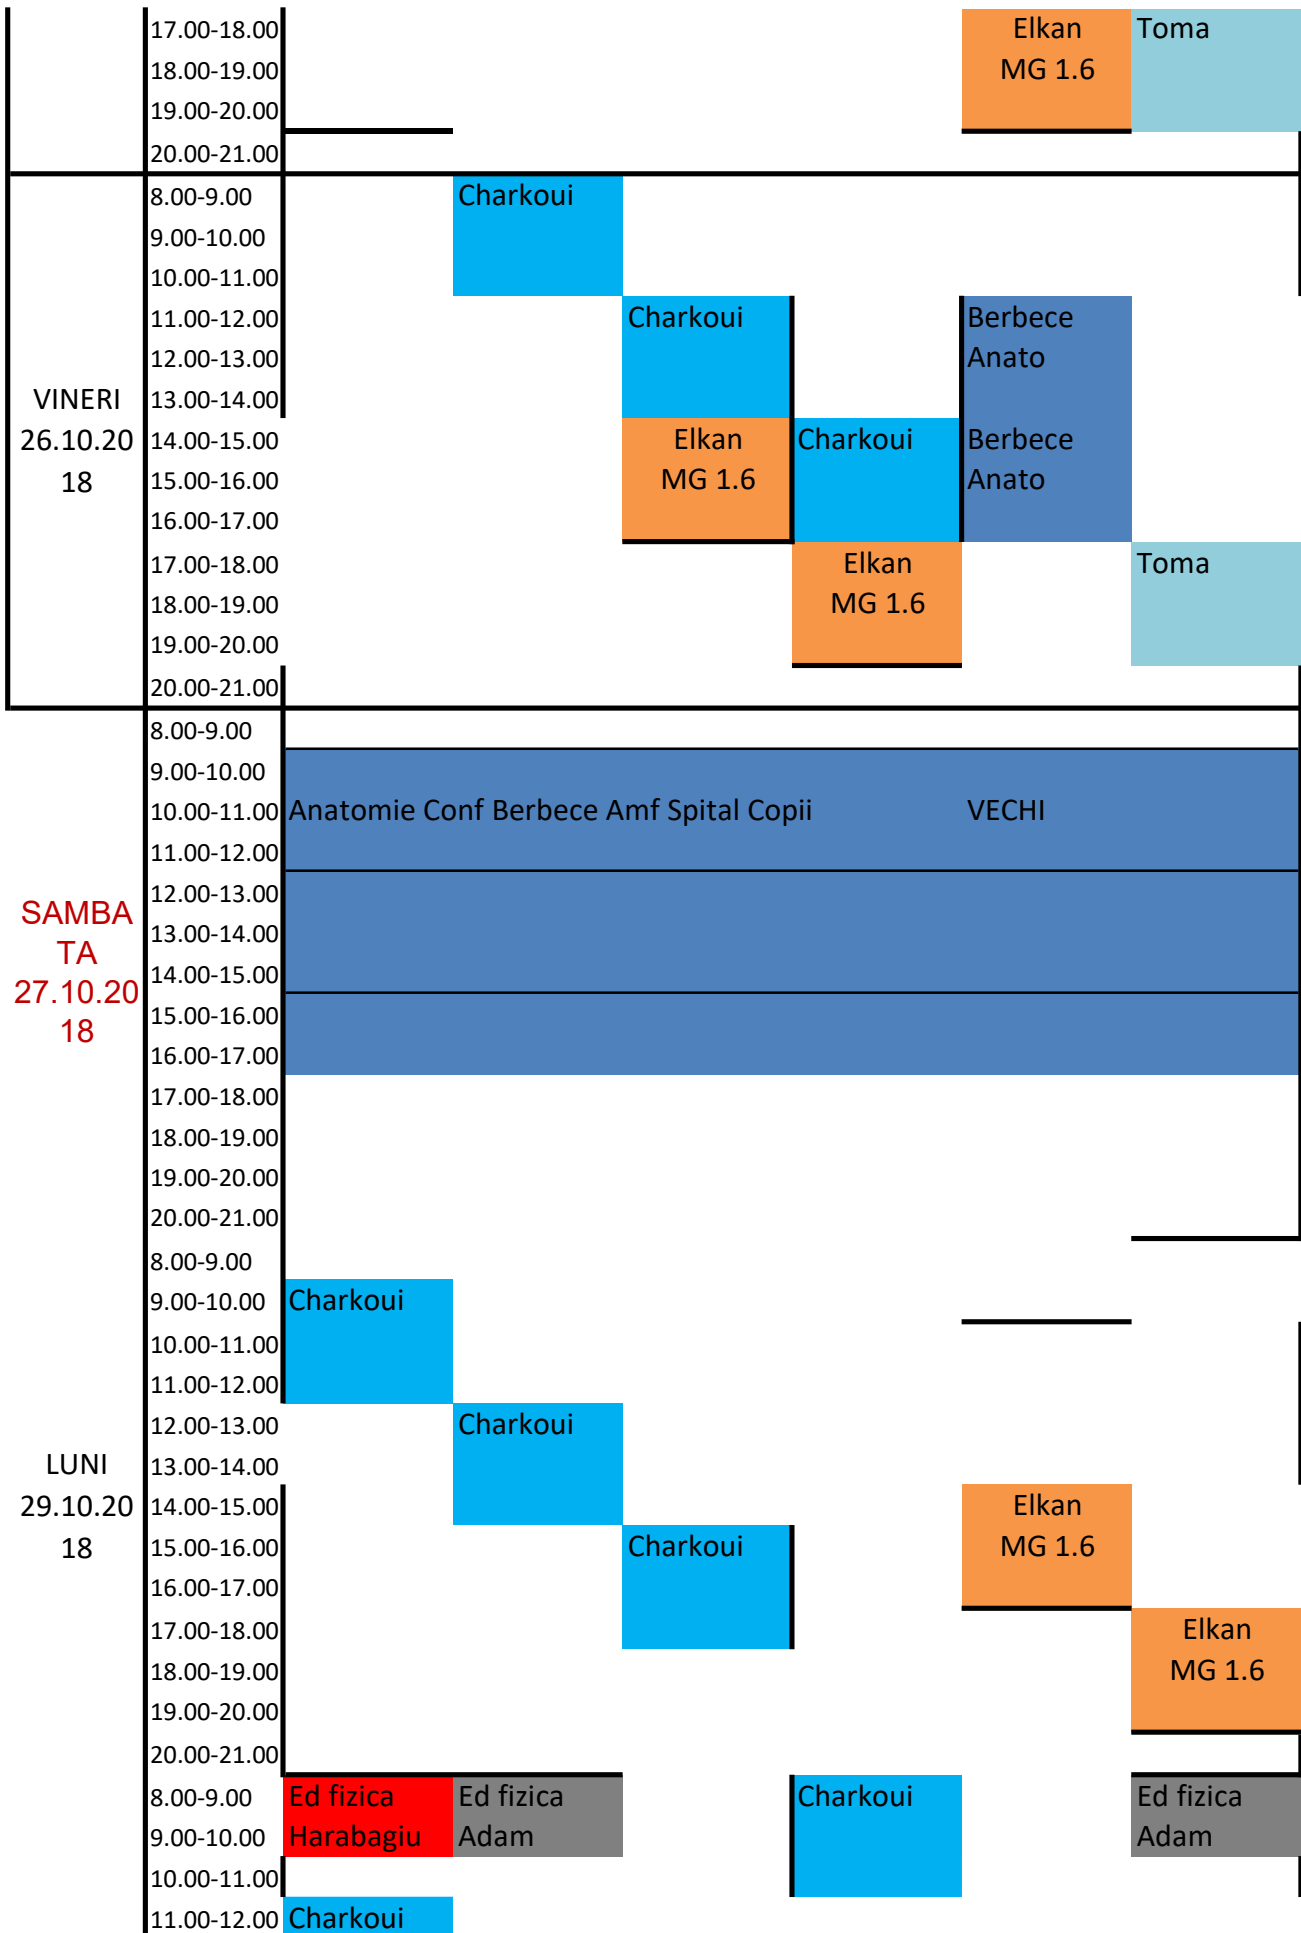 17.00-18.00 Elkan Toma
18.00-19.00 MG 1.6
19.00-20.00
20.00-21.00
8.00-9.00 Charkoui
9.00-10.00
10.00-11.00
11.00-12.00 Charkoui Berbece
12.00-13.00 Anato
VINERI 13.00-14.00
26.10.20 14.00-15.00 Elkan Charkoui Berbece
18 15.00-16.00 MG 1.6 Anato
16.00-17.00
17.00-18.00 Elkan Toma
18.00-19.00 MG 1.6
19.00-20.00
20.00-21.00
8.00-9.00
9.00-10.00
10.00-11.00 Anatomie Conf Berbece Amf Spital Copii VECHI
11.00-12.00
12.00-13.00
SAMBA
13.00-14.00
TA
14.00-15.00
27.10.20
15.00-16.00
18
16.00-17.00
17.00-18.00
18.00-19.00
19.00-20.00
20.00-21.00
8.00-9.00
9.00-10.00 Charkoui
10.00-11.00
11.00-12.00
12.00-13.00 Charkoui
LUNI 13.00-14.00
29.10.20 14.00-15.00 Elkan
18 15.00-16.00 Charkoui MG 1.6
16.00-17.00
17.00-18.00 Elkan
18.00-19.00 MG 1.6
19.00-20.00
20.00-21.00
8.00-9.00 Ed fizica Ed fizica Charkoui Ed fizica
9.00-10.00 Harabagiu Adam Adam
10.00-11.00
11.00-12.00 Charkoui